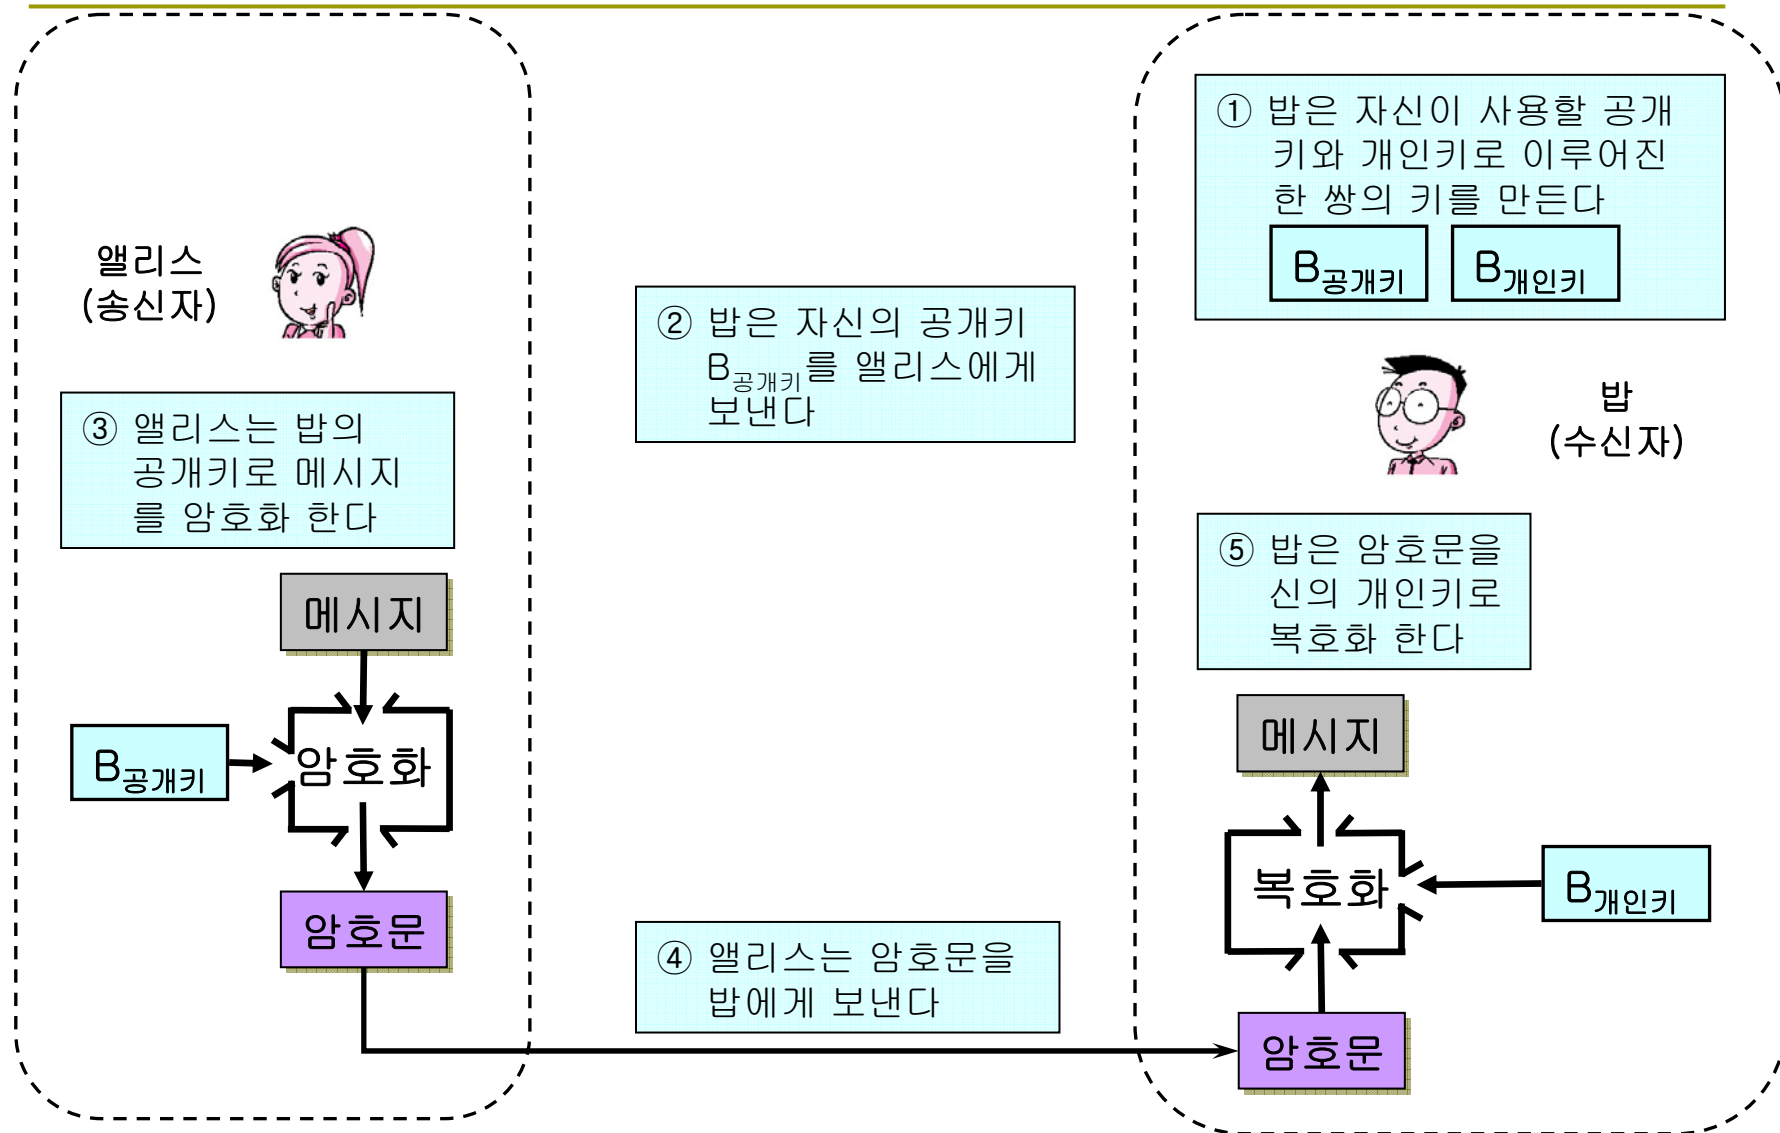 ① 밥은 자신이 사용할 공개
키와 개인키로 이루어진
한 쌍의 키를 만든다
B공개키 B개인키
앨리스
(송신자)
② 밥은 자신의 공개키
B공개키를 앨리스에게
보낸다
밥
(수신자)
③ 앨리스는 밥의
공개키로 메시지
를 암호화 한다
메시지
B공개키
암호화
암호문
④ 앨리스는 암호문을
밥에게 보낸다
⑤ 밥은 암호문을
신의 개인키로
복호화 한다
메시지
복호화
B개인키
암호문